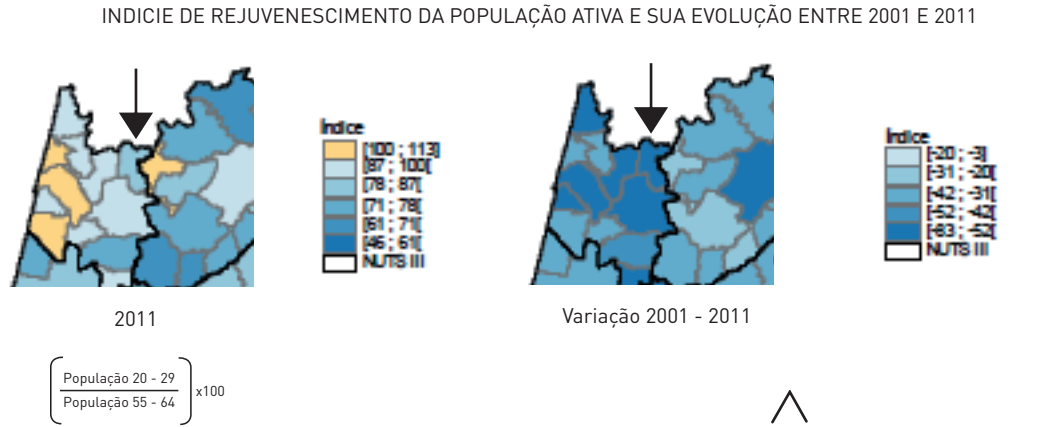 INDICIE DE REJUVENESCIMENTO DA POPULAÇÃO ATIVA E SUA EVOLUÇÃO ENTRE 2001 E 2011
Índice
[100 ; 113]
[87 ; 100[
[78 ; 87[
[71 ; 78[
[61 ; 71[
[46 ; 61[
NUTS III
2011
Índice
[-20 ; -3]
[-31 ; -20[
[-42 ; -31[
[-52 ; -42[
[-63 ; -52[
NUTS III
Variação 2001 - 2011
População 20 - 29
População 55 - 64
x100